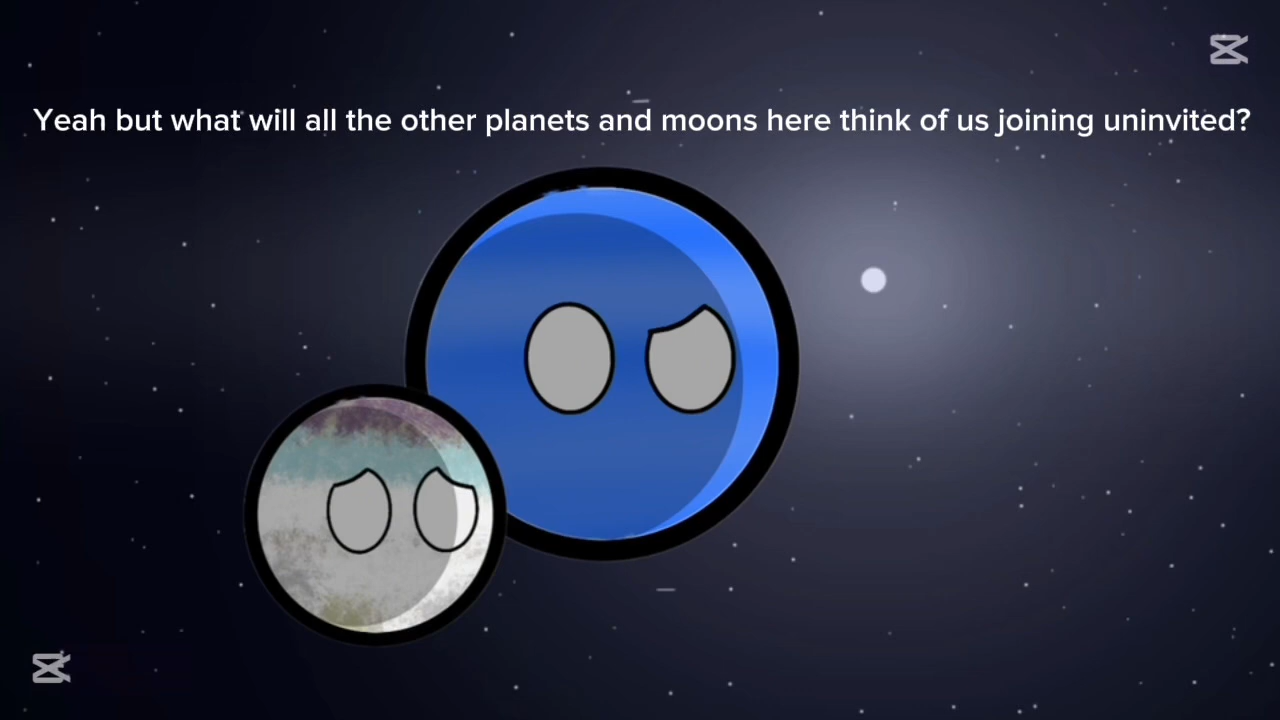 Yeah but what will all the other planets and moons here think of us joining uninvited?